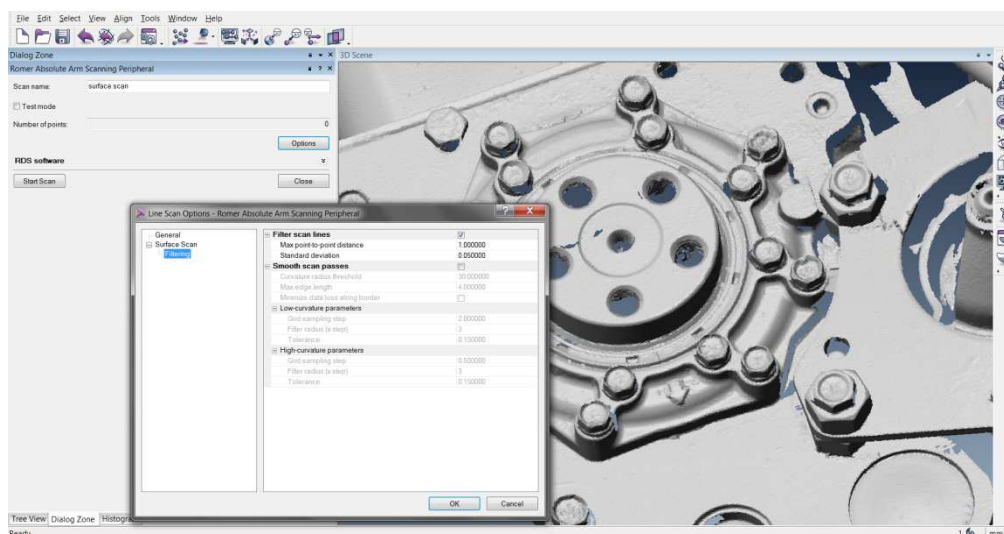 File Edit Select View Align Tools Window Help
Dialog Zone
3D Scene
Romer Absolute Arm Scanning Peripheral
Scan name: surface scan
Test mode
Number of points: 0
Options
RDS software
Start Scan Close
Line Scan Options - Romer Absolute Arm Scanning Peripheral
General
Surface Scan
Filtering
Filter scan lines
Max point-to-point distance 1.000000
Standard deviation 0.050000
Smooth scan passes
Curvature radius threshold 30.000000
Max edge length 4.000000
Minimize data loss along border
Low-curvature parameters
Grid sampling step 2.000000
Filter radius (x step) 3
Tolerance 0.100000
High-curvature parameters
Grid sampling step 0.500000
Filter radius (x step) 3
Tolerance 0.150000
OK Cancel
Tree View Dialog Zone
Ready
1 mm